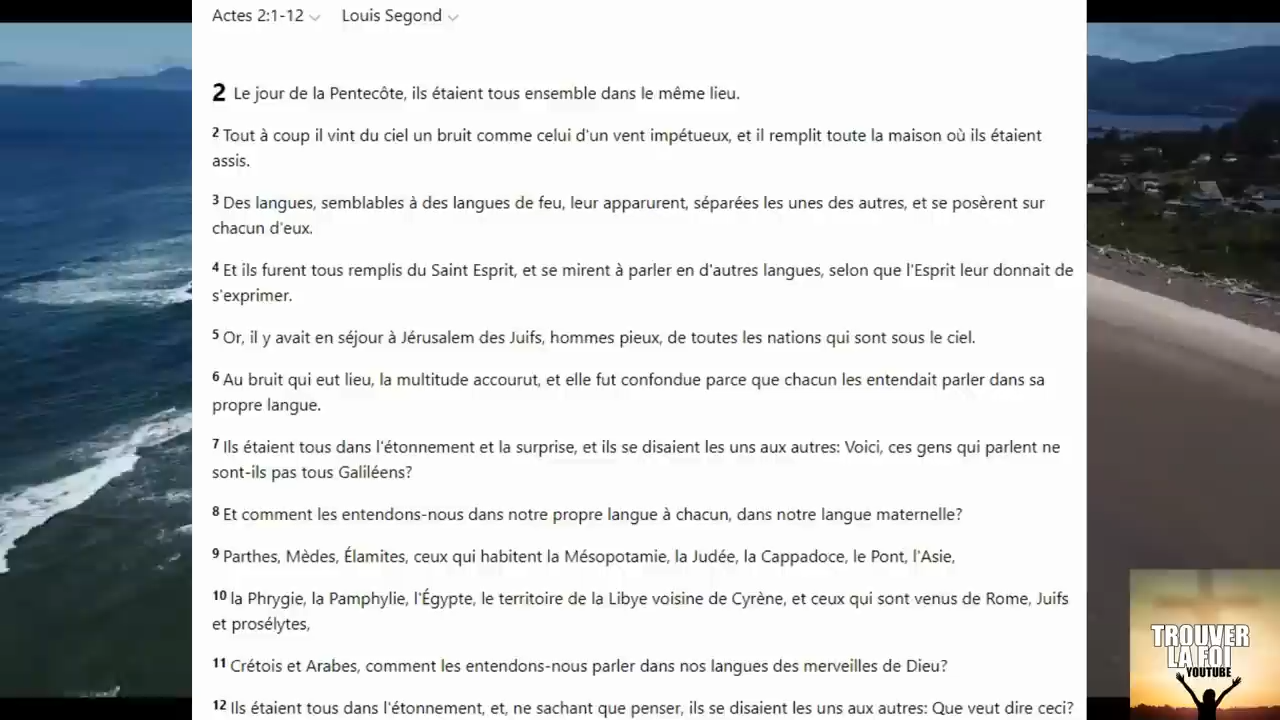 Actes 2:1-12 Louis Segond
2 Le jour de la Pentecôte, ils étaient tous ensemble dans le même lieu.
2 Tout à coup il vint du ciel un bruit comme celui d'un vent impétueux, et il remplit toute la maison où ils étaient
assis.
3 Des langues, semblables à des langues de feu, leur apparurent, séparées les unes des autres, et se posèrent sur
chacun d'eux.
4 Et ils furent tous remplis du Saint Esprit, et se mirent à parler en d'autres langues, selon que l'Esprit leur donnait de
s'exprimer.
5 Or, il y avait en séjour à Jérusalem des Juifs, hommes pieux, de toutes les nations qui sont sous le ciel.
6 Au bruit qui eut lieu, la multitude accourut, et elle fut confondue parce que chacun les entendait parler dans sa
propre langue.
7 Ils étaient tous dans l'étonnement et la surprise, et ils se disaient les uns aux autres: Voici, ces gens qui parlent ne
sont-ils pas tous Galiléens?
8 Et comment les entendons-nous dans notre propre langue à chacun, dans notre langue maternelle?
9 Parthes, Mèdes, Élamites, ceux qui habitent la Mésopotamie, la Judée, la Cappadoce, le Pont, l'Asie,
10 la Phrygie, la Pamphylie, l'Égypte, le territoire de la Libye voisine de Cyrène, et ceux qui sont venus de Rome, Juifs
et prosélytes,
11 Crétois et Arabes, comment les entendons-nous parler dans nos langues des merveilles de Dieu?
12 Ils étaient tous dans l'étonnement, et, ne sachant que penser, ils se disaient les uns aux autres: Que veut dire ceci?
TROUVER
LA FOI
YOUTUBE